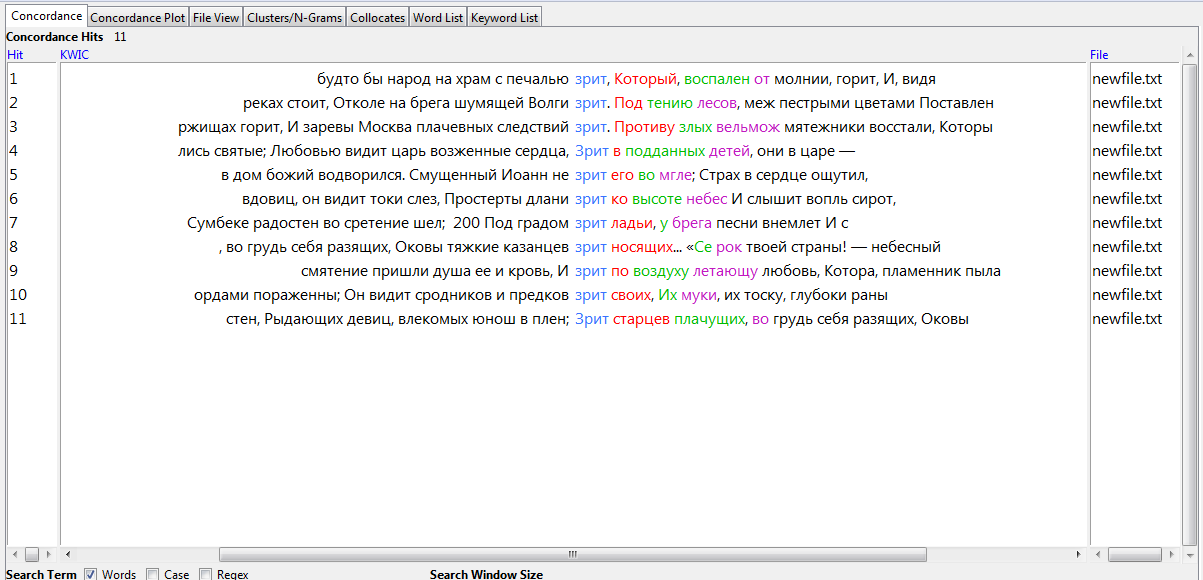 Concordance Concordance Plot File View Clusters/N-Grams Collocates Word List Keyword List
Concordance Hits 11
Hit KWIC File
1 будто бы народ на храм с печалью зрит, Который, воспален от молнии, горит, И, видя newfile.txt
2 реках стоит, Отколе на брега шумящей Волги зрит. Под тению лесов, меж пестрыми цветами Поставлен newfile.txt
3 ржищах горит, И заревы Москва плачевных следствий зрит. Противу злых вельмож мятежники восстали, Которы newfile.txt
4 лись святые; Любовью видит царь возженные сердца, Зрит в подданных детей, они в царе — newfile.txt
5 в дом божий водворился. Смущенный Иоанн не зрит его во мгле; Страх в сердце ощутил, newfile.txt
6 вдовиц, он видит токи слез, Простерты длани зрит ко высоте небес И слышит вопль сирот, newfile.txt
7 Сумбеке радостен во сретение шел; 200 Под градом зрит ладьи, у брега песни внемлет И с newfile.txt
8 , во грудь себя разящих, Оковы тяжкие казанцев зрит носящих... «Се рок твоей страны! — небесный newfile.txt
9 смятение пришли душа ее и кровь, И зрит по воздуху летающу любовь, Котора, пламенник пыла newfile.txt
10 ордами пораженны; Он видит сродников и предков зрит своих, Их муки, их тоску, глубоки раны newfile.txt
11 стен, Рыдающих девиц, влекомых юнош в плен; Зрит старцев плачущих, во грудь себя разящих, Оковы newfile.txt
Search Term Words Case Regex Search Window Size